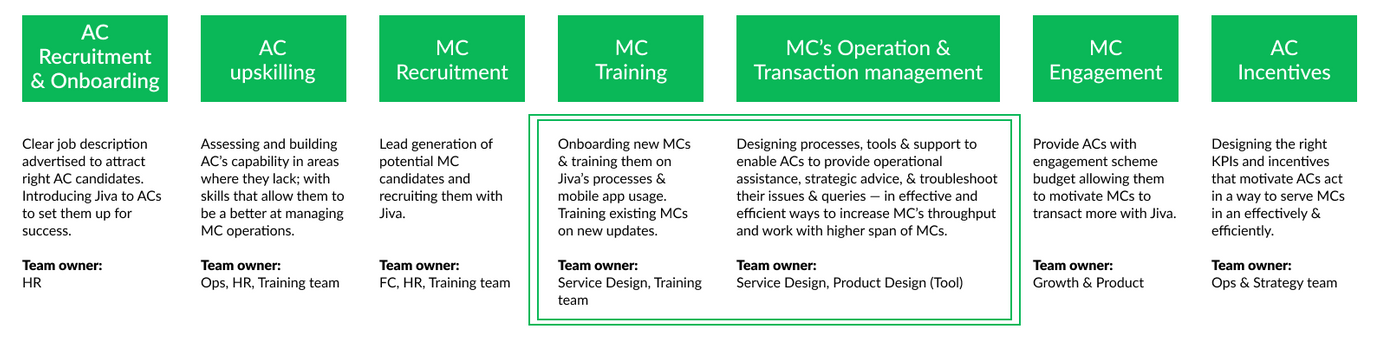 AC
Recruitment
& Onboarding
AC
upskilling
MC
Recruitment
MC
Training
MC's Operation &
Transaction management
MC
Engagement
AC
Incentives
Clear job description
advertised to attract
right AC candidates.
Introducing Jiva to ACs
to set them up for
success.
Team owner:
HR
Assessing and building
AC's capability in areas
where they lack; with
skills that allow them to
be a better at managing
MC operations.
Team owner:
Ops, HR, Training team
Lead generation of
potential MC
candidates and
recruiting them with
Jiva.
Team owner:
FC, HR, Training team
Onboarding new MCs
& training them on
Jiva's processes &
mobile app usage.
Training existing MCs
on new updates.
Team owner:
Service Design, Training
team
Designing processes, tools & support to
enable ACs to provide operational
assistance, strategic advice, & troubleshoot
their issues & queries — in effective and
efficient ways to increase MC's throughput
and work with higher span of MCs.
Team owner:
Service Design, Product Design (Tool)
Provide ACs with
engagement scheme
budget allowing them
to motivate MCs to
transact more with Jiva.
Team owner:
Growth & Product
Designing the right
KPIs and incentives
that motivate ACs act
in a way to serve MCs
in an effectively &
efficiently.
Team owner:
Ops & Strategy team